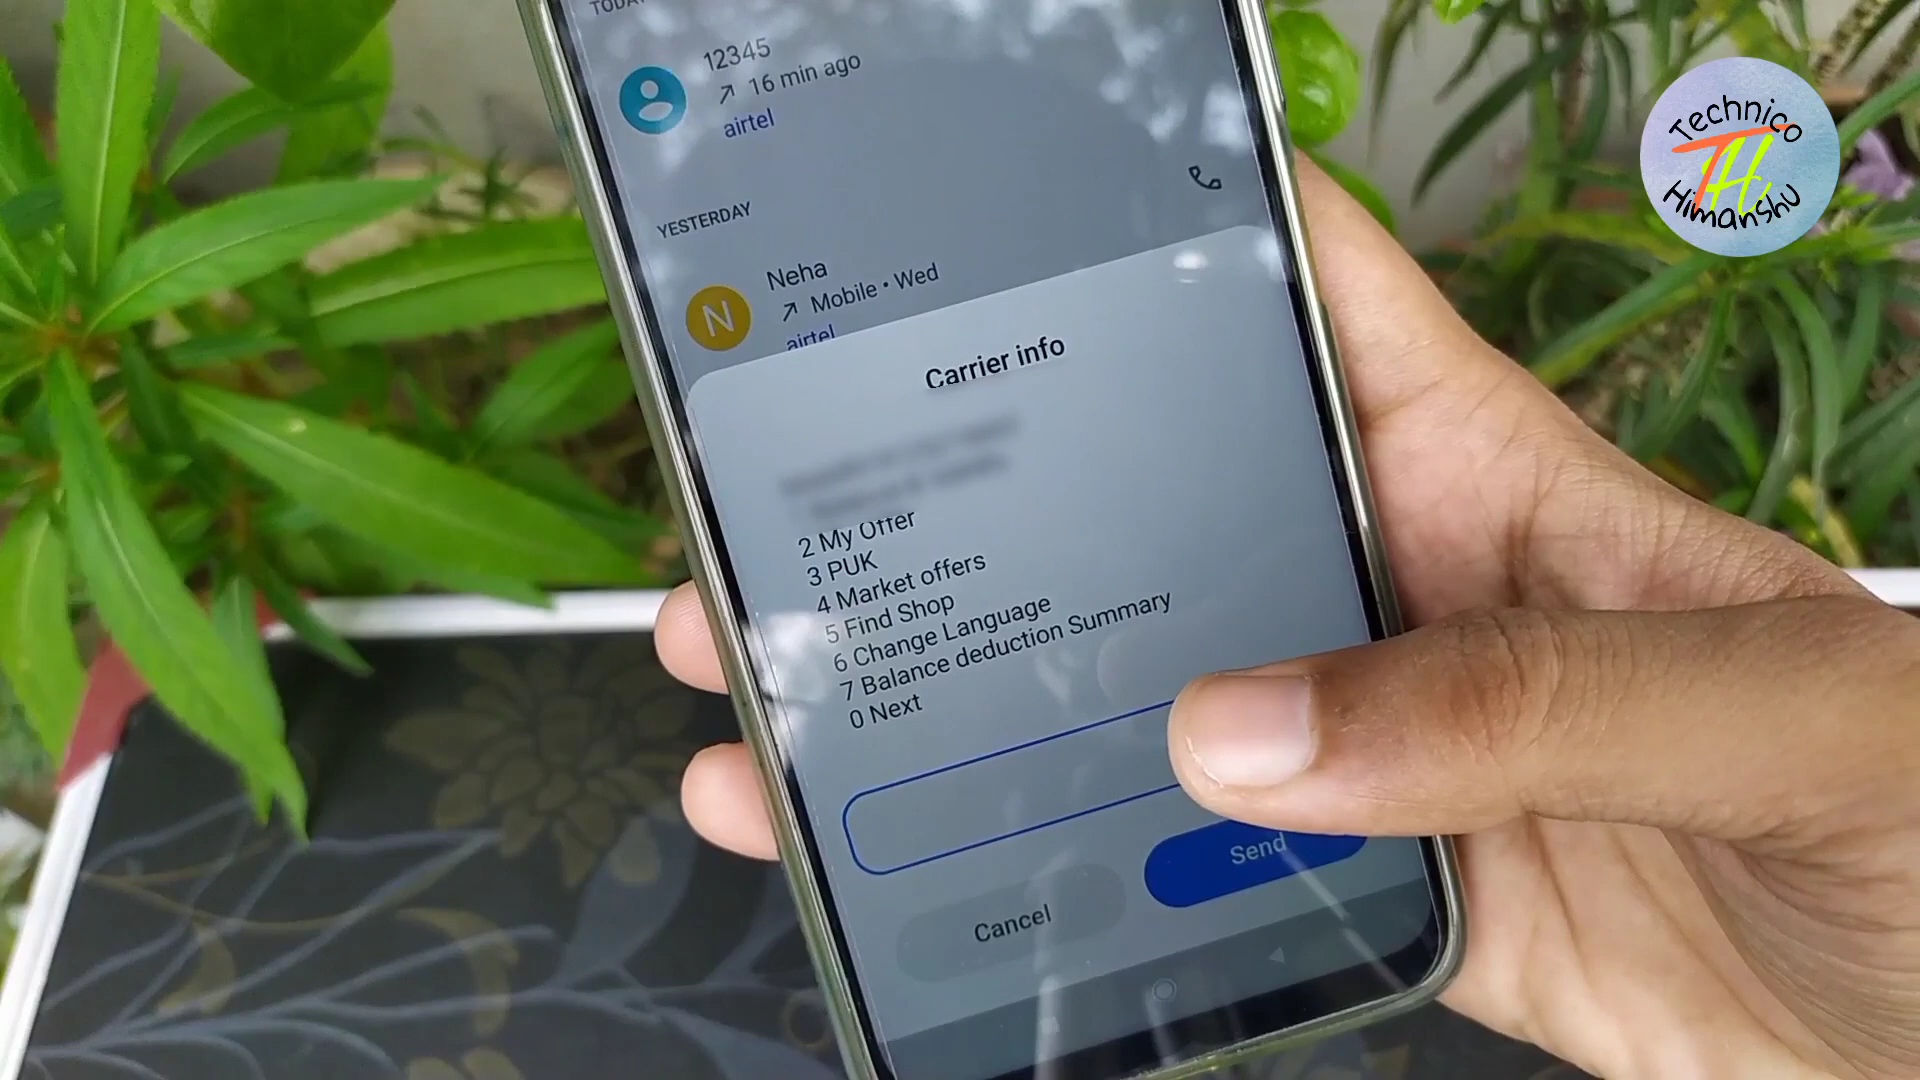 TODAY
12345
16 min ago
airtel
YESTERDAY
Neha
N
Mobile • Wed
airtel
Carrier info
2 My Offer
3 PUK
4 Market offers
5 Find Shop
6 Change Language
7 Balance deduction Summary
0 Next
Send
Cancel
Technico
TH
Himanshu